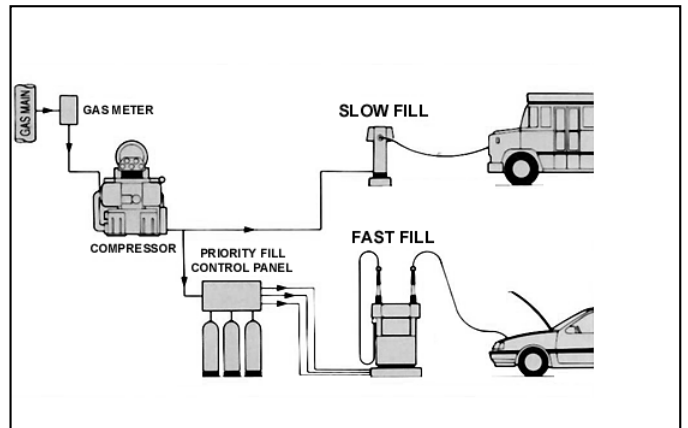 GAS MAIN
GAS METER
SLOW FILL
COMPRESSOR
FAST FILL
PRIORITY FILL
CONTROL PANEL